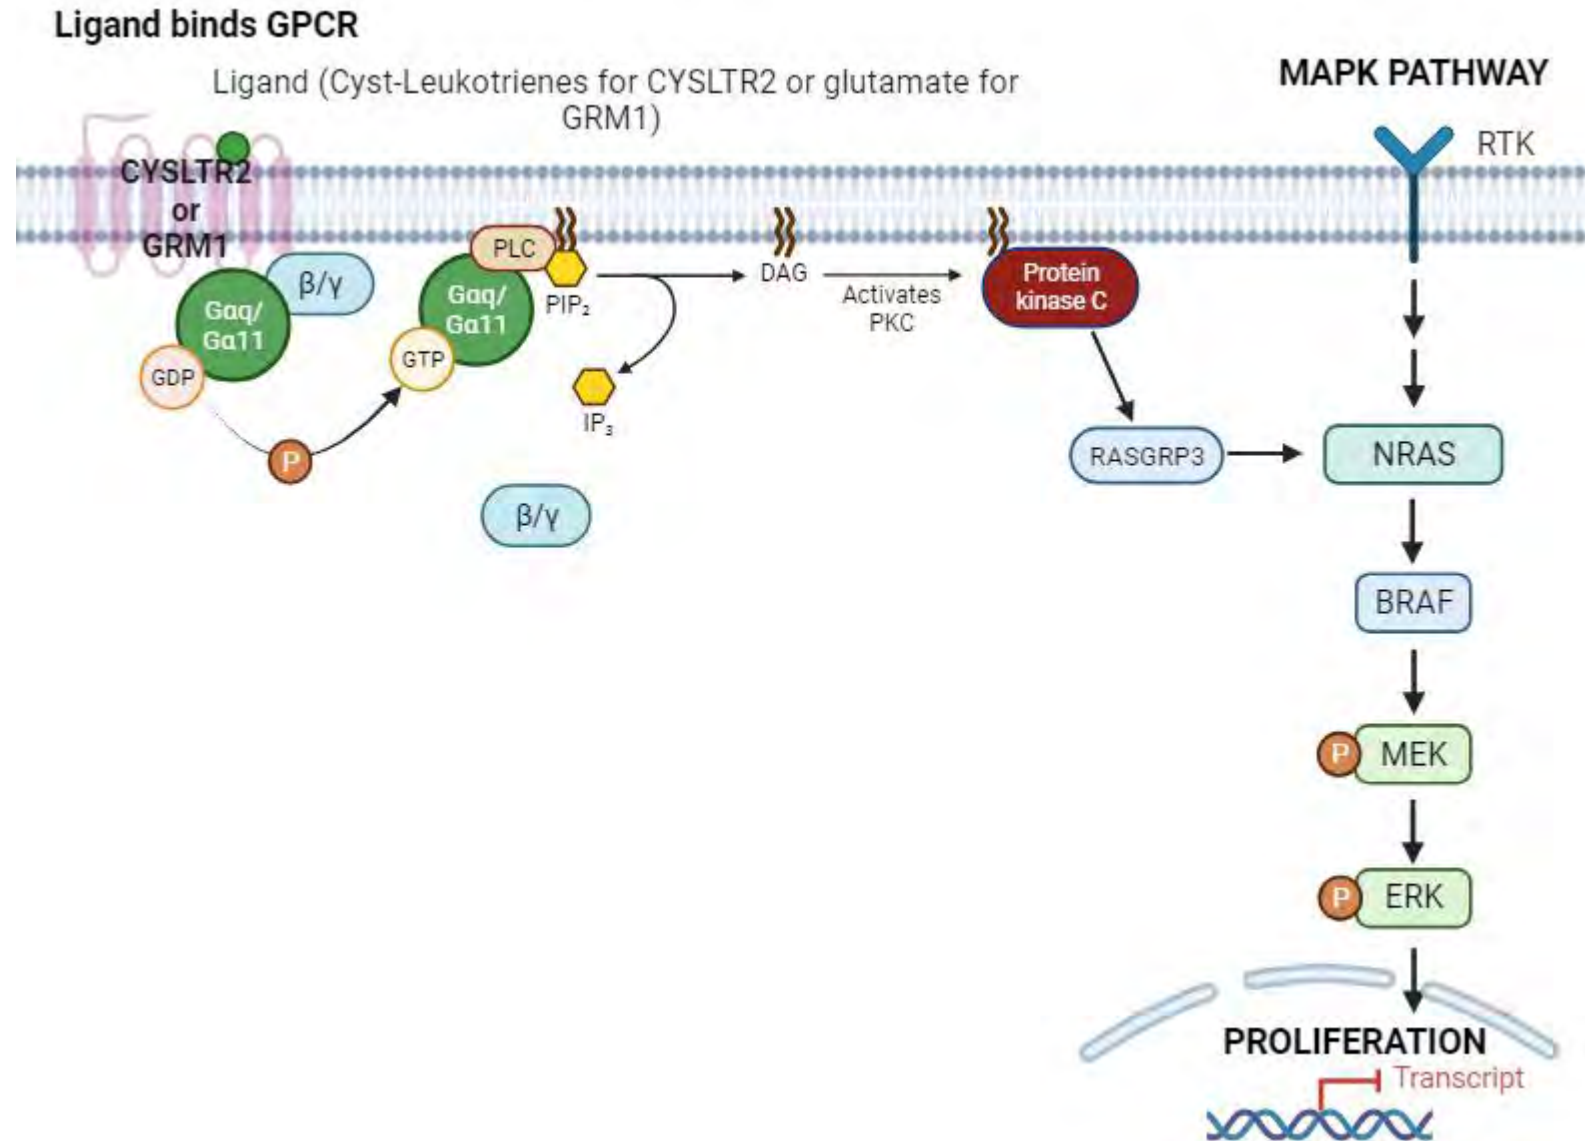 Ligand binds GPCR
Ligand (Cyst-Leukotrienes for CYSLTR2 or glutamate for
GRM1)
MAPK PATHWAY
RTK
CYSLTR2
or
GRM1
β/γ
Gαq/
Gα11
GDP
P
GTP
Gαq/
Gα11
PLC
PIP₂
IP₃
β/γ
DAG
Activates
PKC
Protein
kinase C
RASGRP3
NRAS
BRAF
P
MEK
P
ERK
PROLIFERATION
Transcript